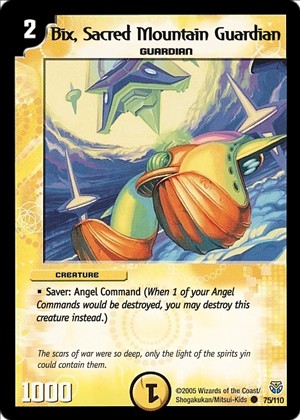 2
Bix, Sacred Mountain Guardian
GUARDIAN
CREATURE
▪ Saver: Angel Command (When 1 of your Angel
Commands would be destroyed, you may destroy this
creature instead.)
The scars of war were so deep, only the light of the spirits yin
could contain them.
1000
1
©2005 Wizards of the Coast/
Shogakukan/Mitsui-Kids ● 75/110